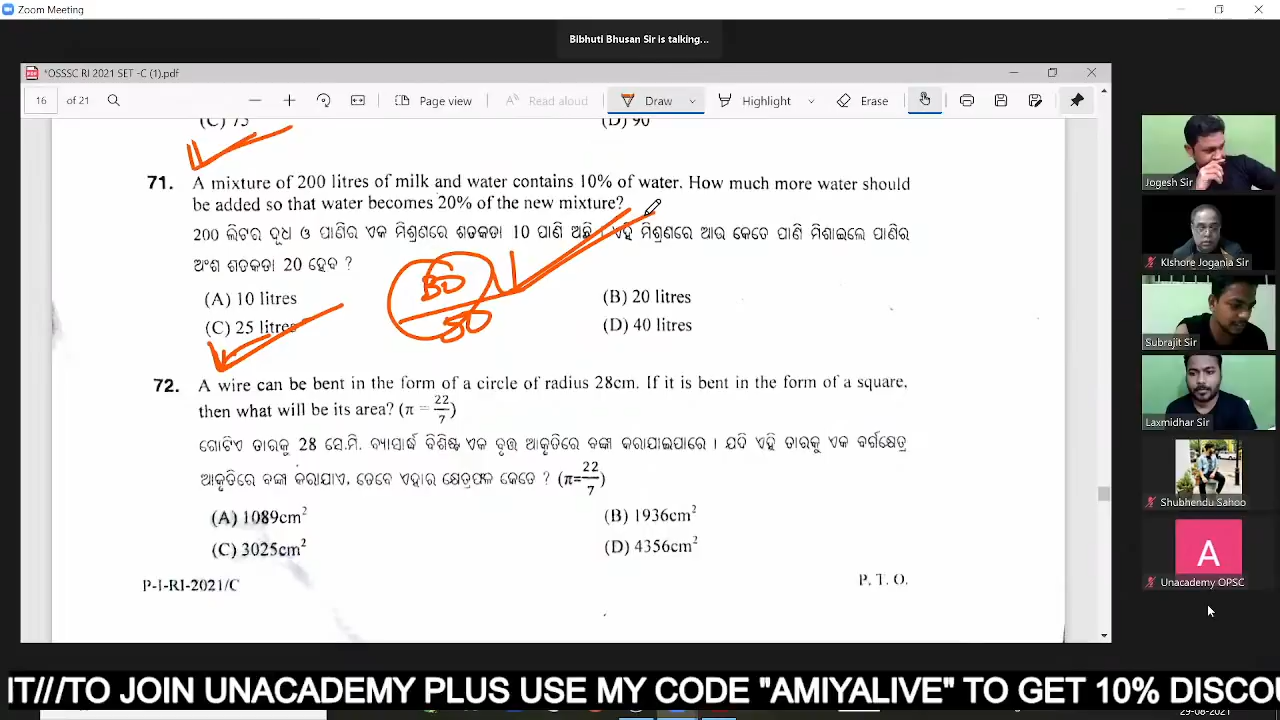 Zoom Meeting
Bibhuti Bhusan Sir is talking...
*OSSSC RI 2021 SET -C (1).pdf
16 of 21
Page view
Read aloud
Draw
Highlight
Erase
(C) 75 (D) 90
71. A mixture of 200 litres of milk and water contains 10% of water. How much more water should
be added so that water becomes 20% of the new mixture?
200 ଲିଟର ଦୁଧ ଓ ପାଣିର ଏକ ମିଶ୍ରଣରେ ଶତକଡା 10 ପାଣି ଅଛି । ଏହି ମିଶ୍ରଣରେ ଆଉ କେତେ ପାଣି ମିଶାଇଲେ ପାଣିର
ଅଂଶ ଶତକଡା 20 ହେବ ?
(A) 10 litres (B) 20 litres
(C) 25 litres (D) 40 litres
50
72. A wire can be bent in the form of a circle of radius 28cm. If it is bent in the form of a square,
then what will be its area? (π = 22/7)
ଗୋଟିଏ ତାରକୁ 28 ସେ.ମି. ବ୍ୟାସାର୍ଦ୍ଧ ବିଶିଷ୍ଟ ଏକ ବୃତ୍ତ ଆକୃତିରେ ବଙ୍କା କରାଯାଇପାରେ । ଯଦି ଏହି ତାରକୁ ଏକ ବର୍ଗକ୍ଷେତ୍ର
ଆକୃତିରେ ବଙ୍କା କରାଯାଏ, ତେବେ ଏହାର କ୍ଷେତ୍ରଫଳ କେତେ ? (π=22/7)
(A) 1089cm² (B) 1936cm²
(C) 3025cm² (D) 4356cm²
P-I-RI-2021/C P. T. O.
Jogesh Sir
KIshore Jogania Sir
Subrajit Sir
Laxmidhar Sir
Shubhendu Sahoo
A
Unacademy OPSC
IT///TO JOIN UNACADEMY PLUS USE MY CODE "AMIYALIVE" TO GET 10% DISCO
29-08-2021